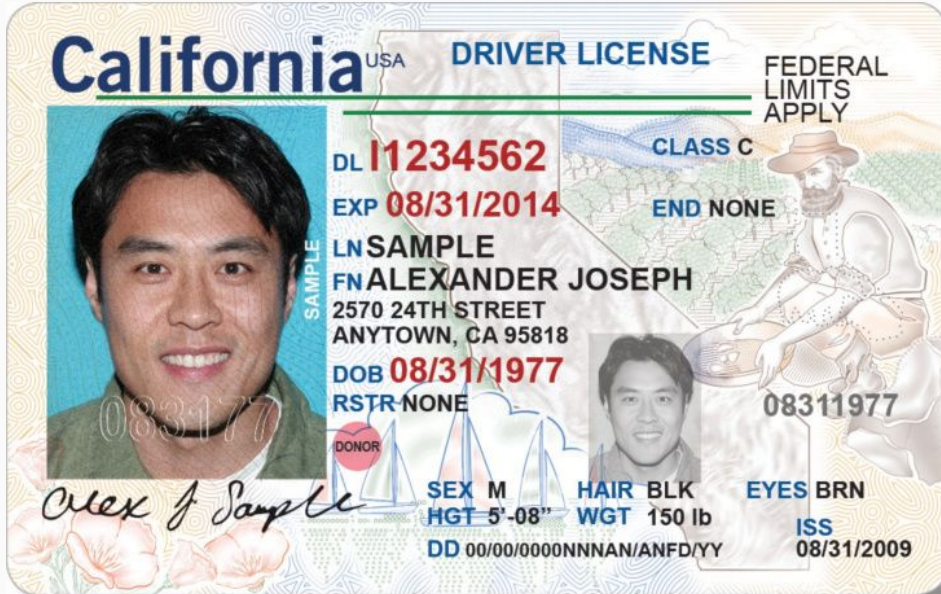 California USA DRIVER LICENSE
FEDERAL
LIMITS
APPLY
DL I1234562
CLASS C
EXP 08/31/2014
END NONE
LN SAMPLE
FN ALEXANDER JOSEPH
2570 24TH STREET
ANYTOWN, CA 95818
DOB 08/31/1977
RSTR NONE
08311977
DONOR
SAMPLE
083177
Alex J Sample
SEX M HAIR BLK EYES BRN
HGT 5'-08" WGT 150 lb
ISS
DD 00/00/0000NNNAN/ANFD/YY
08/31/2009